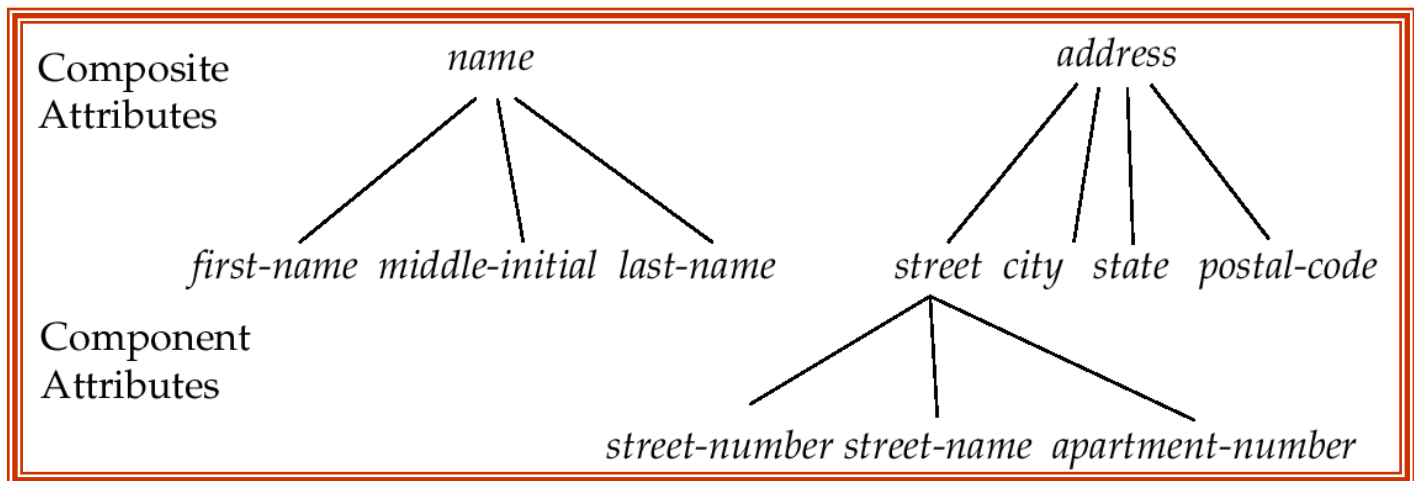 Composite
Attributes
name
address
first-name middle-initial last-name
street city state postal-code
Component
Attributes
street-number street-name apartment-number